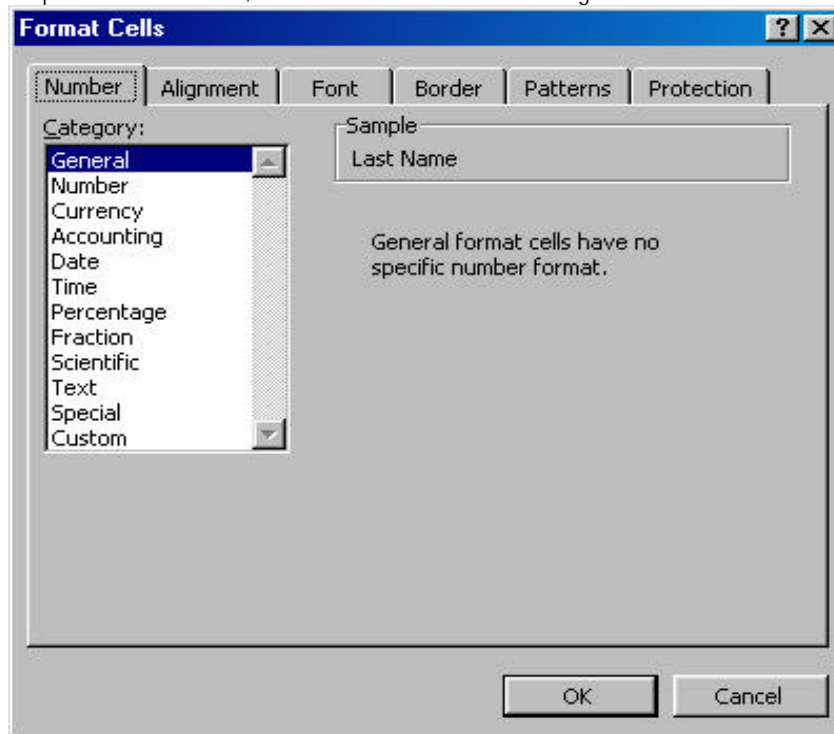 Format Cells
Number Alignment Font Border Patterns Protection
Category:
General
Number
Currency
Accounting
Date
Time
Percentage
Fraction
Scientific
Text
Special
Custom
Sample
Last Name
General format cells have no
specific number format.
OK Cancel